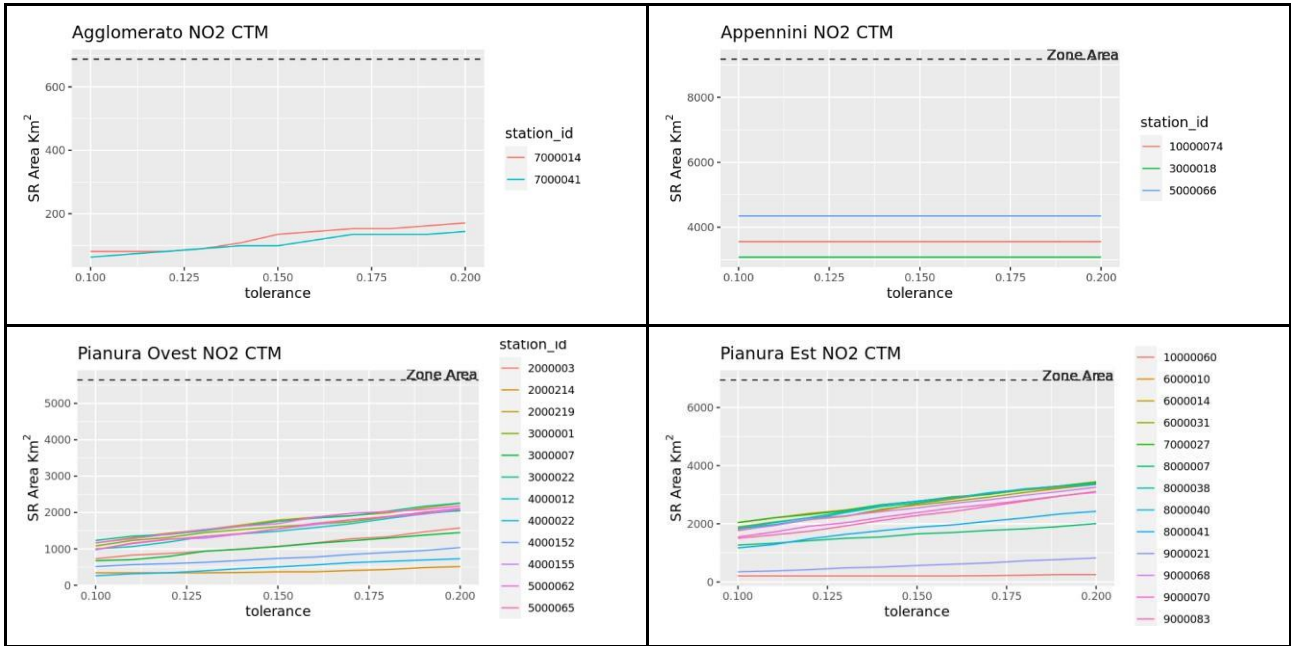 Agglomerato NO2 CTM
600
400
200
SR Area Km2
0.100 0.125 0.150 0.175 0.200
tolerance
station_id
7000014
7000041
Appennini NO2 CTM
Zone Area
8000
6000
4000
SR Area Km2
0.100 0.125 0.150 0.175 0.200
tolerance
station_id
10000074
3000018
5000066
Pianura Ovest NO2 CTM
Zone Area
5000
4000
3000
2000
1000
0
SR Area Km2
0.100 0.125 0.150 0.175 0.200
tolerance
station_id
2000003
2000214
2000219
3000001
3000007
3000022
4000012
4000022
4000152
4000155
5000062
5000065
Pianura Est NO2 CTM
Zone Area
6000
4000
2000
0
SR Area Km2
0.100 0.125 0.150 0.175 0.200
tolerance
10000060
6000010
6000014
6000031
7000027
8000007
8000038
8000040
8000041
9000021
9000068
9000070
9000083